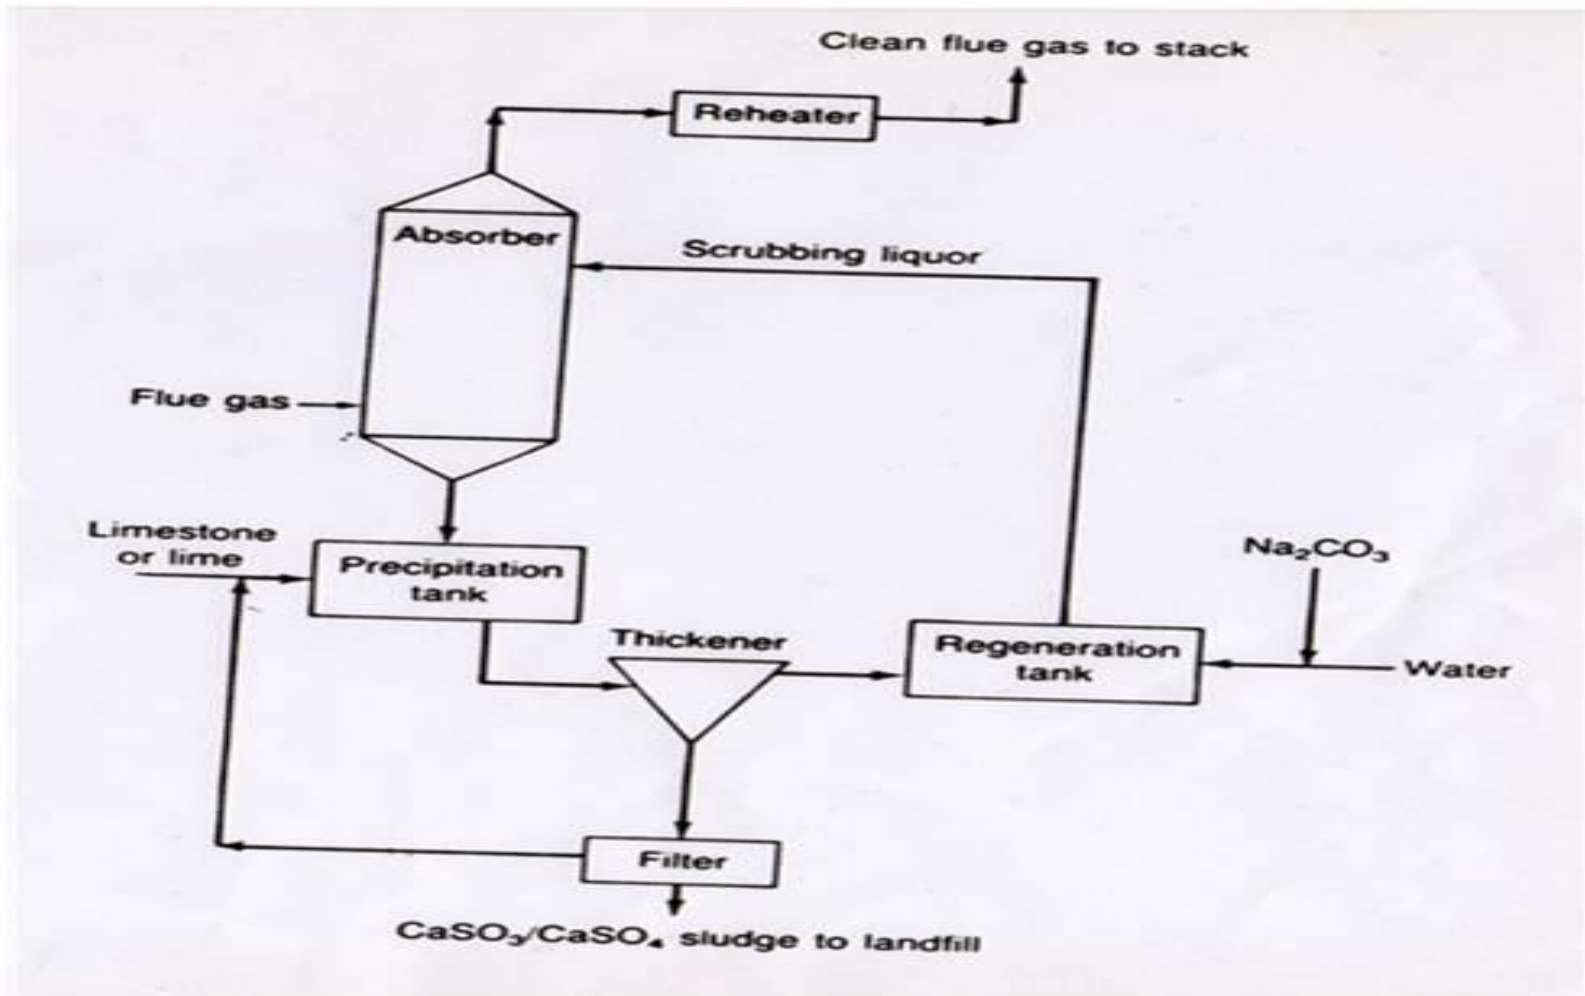 Clean flue gas to stack
Reheater
Absorber
Scrubbing liquor
Flue gas
Limestone
or lime
Precipitation
tank
Na₂CO₃
Thickener
Regeneration
tank
Water
Filter
CaSO₃/CaSO₄ sludge to landfill